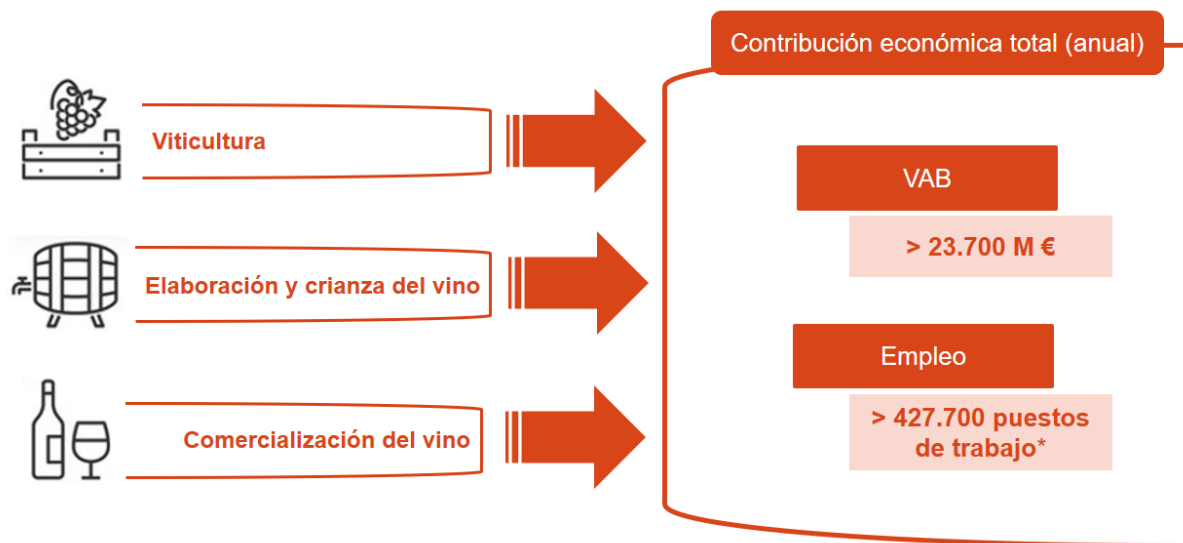 Contribución económica total (anual)
Viticultura
VAB
> 23.700 M €
Elaboración y crianza del vino
Empleo
> 427.700 puestos
de trabajo*
Comercialización del vino